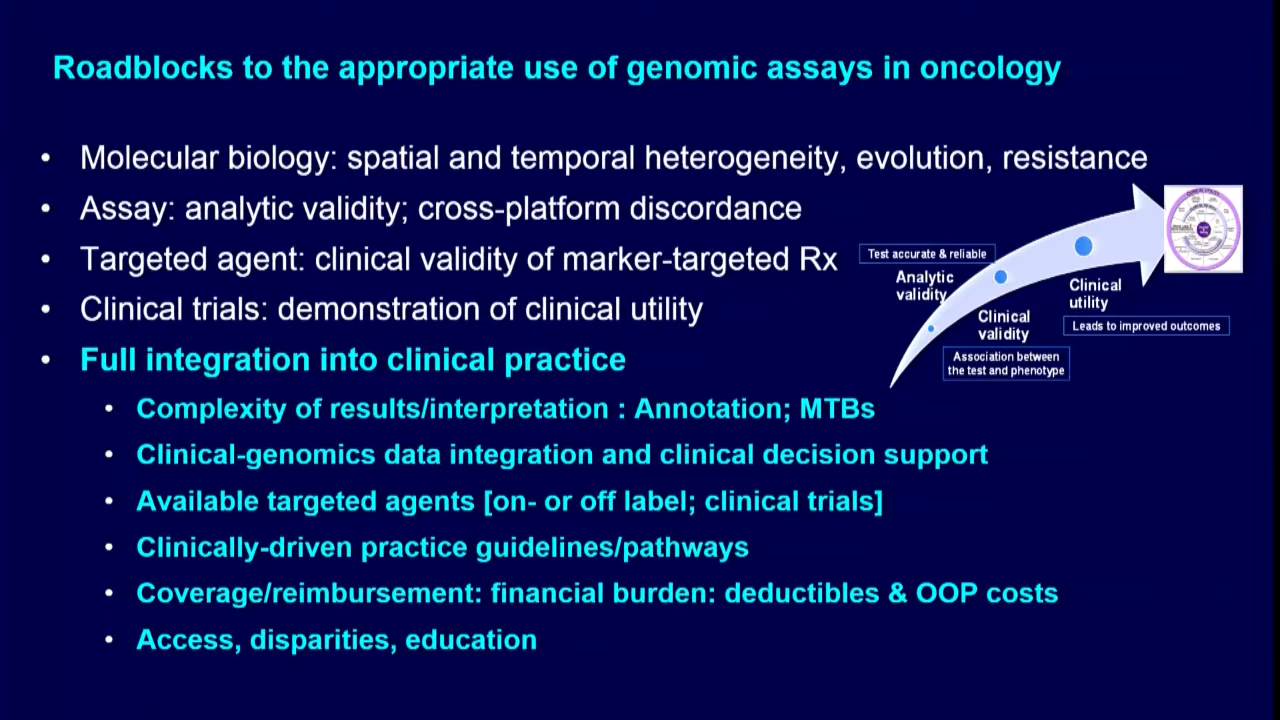 Roadblocks to the appropriate use of genomic assays in oncology
• Molecular biology: spatial and temporal heterogeneity, evolution, resistance
• Assay: analytic validity; cross-platform discordance
• Targeted agent: clinical validity of marker-targeted Rx
• Clinical trials: demonstration of clinical utility
• Full integration into clinical practice
• Complexity of results/interpretation : Annotation; MTBs
• Clinical-genomics data integration and clinical decision support
• Available targeted agents [on- or off label; clinical trials]
• Clinically-driven practice guidelines/pathways
• Coverage/reimbursement: financial burden: deductibles & OOP costs
• Access, disparities, education
Test accurate & reliable
Analytic
validity
Clinical
validity
Association between
the test and phenotype
Clinical
utility
Leads to improved outcomes